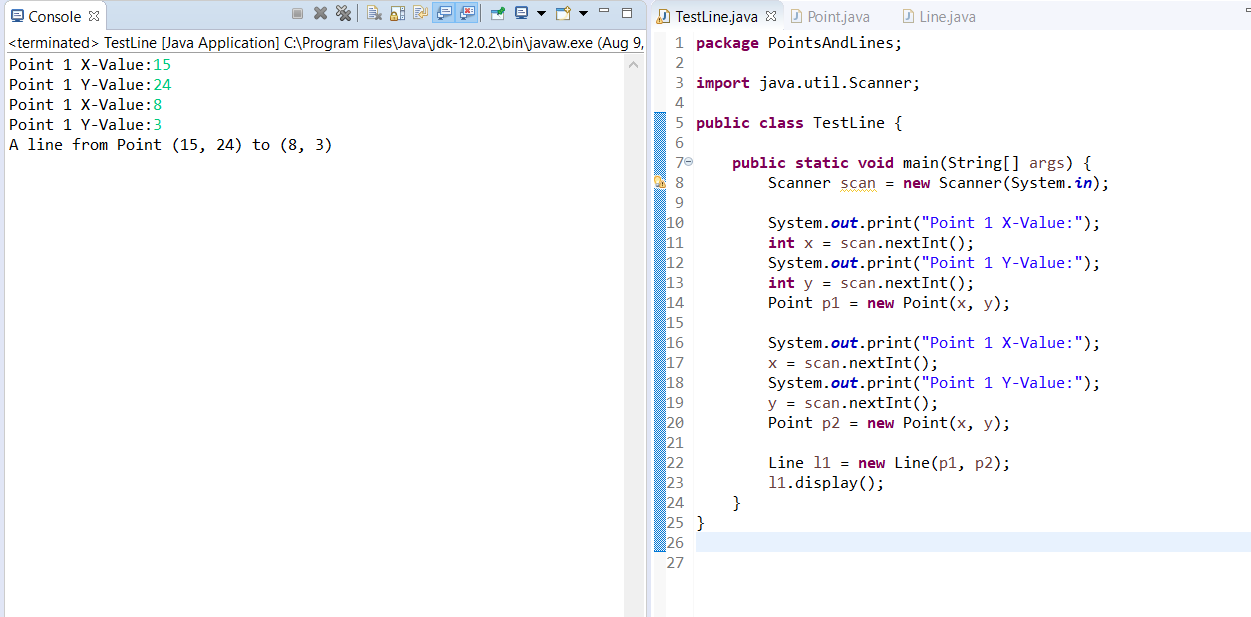 Console
<terminated> TestLine [Java Application] C:\Program Files\Java\jdk-12.0.2\bin\javaw.exe (Aug 9,
Point 1 X-Value:15
Point 1 Y-Value:24
Point 1 X-Value:8
Point 1 Y-Value:3
A line from Point (15, 24) to (8, 3)
TestLine.java Point.java Line.java
1 package PointsAndLines;
2
3 import java.util.Scanner;
4
5 public class TestLine {
6
7 public static void main(String[] args) {
8 Scanner scan = new Scanner(System.in);
9
10 System.out.print("Point 1 X-Value:");
11 int x = scan.nextInt();
12 System.out.print("Point 1 Y-Value:");
13 int y = scan.nextInt();
14 Point p1 = new Point(x, y);
15
16 System.out.print("Point 1 X-Value:");
17 x = scan.nextInt();
18 System.out.print("Point 1 Y-Value:");
19 y = scan.nextInt();
20 Point p2 = new Point(x, y);
21
22 Line l1 = new Line(p1, p2);
23 l1.display();
24 }
25 }
26
27